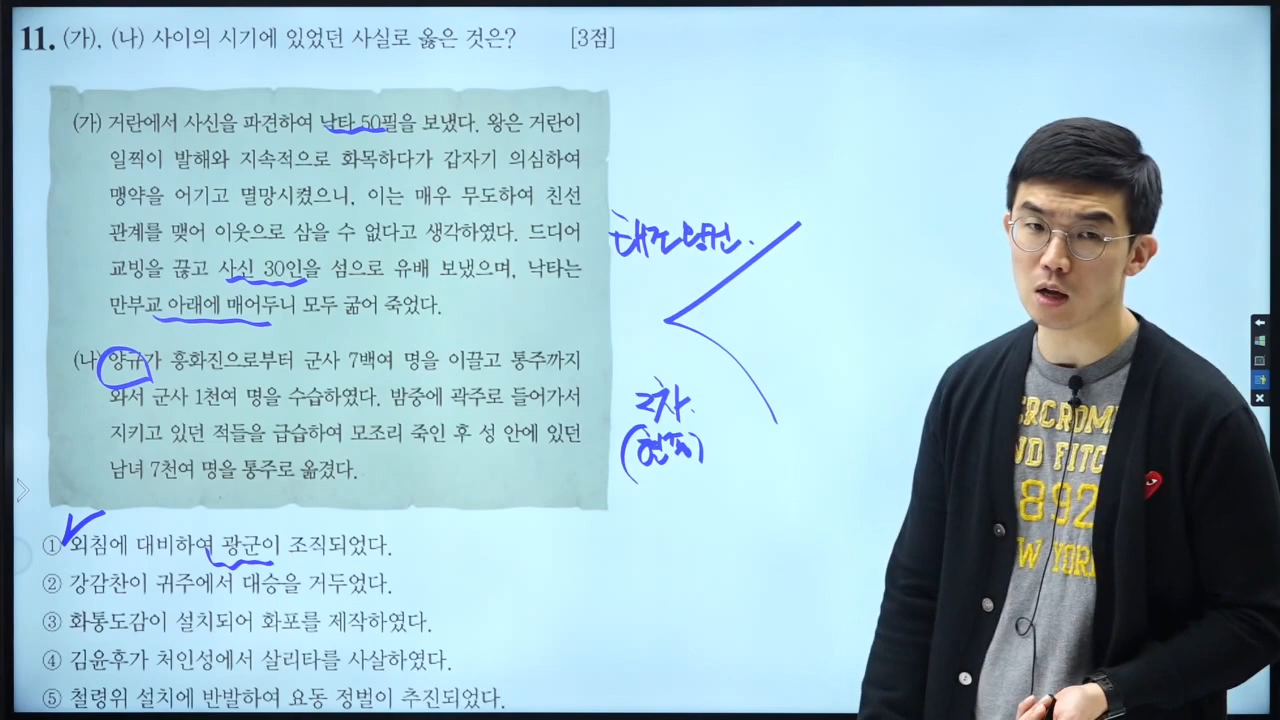 11. (가), (나) 사이의 시기에 있었던 사실로 옳은 것은? [3점]
(가) 거란에서 사신을 파견하여 낙타 50필을 보냈다. 왕은 거란이
일찍이 발해와 지속적으로 화목하다가 갑자기 의심하여
맹약을 어기고 멸망시켰으니, 이는 매우 무도하여 친선
관계를 맺어 이웃으로 삼을 수 없다고 생각하였다. 드디어
교빙을 끊고 사신 30인을 섬으로 유배 보냈으며, 낙타는
만부교 아래에 매어두니 모두 굶어 죽었다.
(나) 양규가 흥화진으로부터 군사 7백여 명을 이끌고 통주까지
와서 군사 1천여 명을 수습하였다. 밤중에 곽주로 들어가서
지키고 있던 적들을 급습하여 모조리 죽인 후 성 안에 있던
남녀 7천여 명을 통주로 옮겼다.
태조왕건.
2차.
(현종)
① 외침에 대비하여 광군이 조직되었다.
② 강감찬이 귀주에서 대승을 거두었다.
③ 화통도감이 설치되어 화포를 제작하였다.
④ 김윤후가 처인성에서 살리타를 사살하였다.
⑤ 철령위 설치에 반발하여 요동 정벌이 추진되었다.
ERCROM
ND FITC
892
W YORK